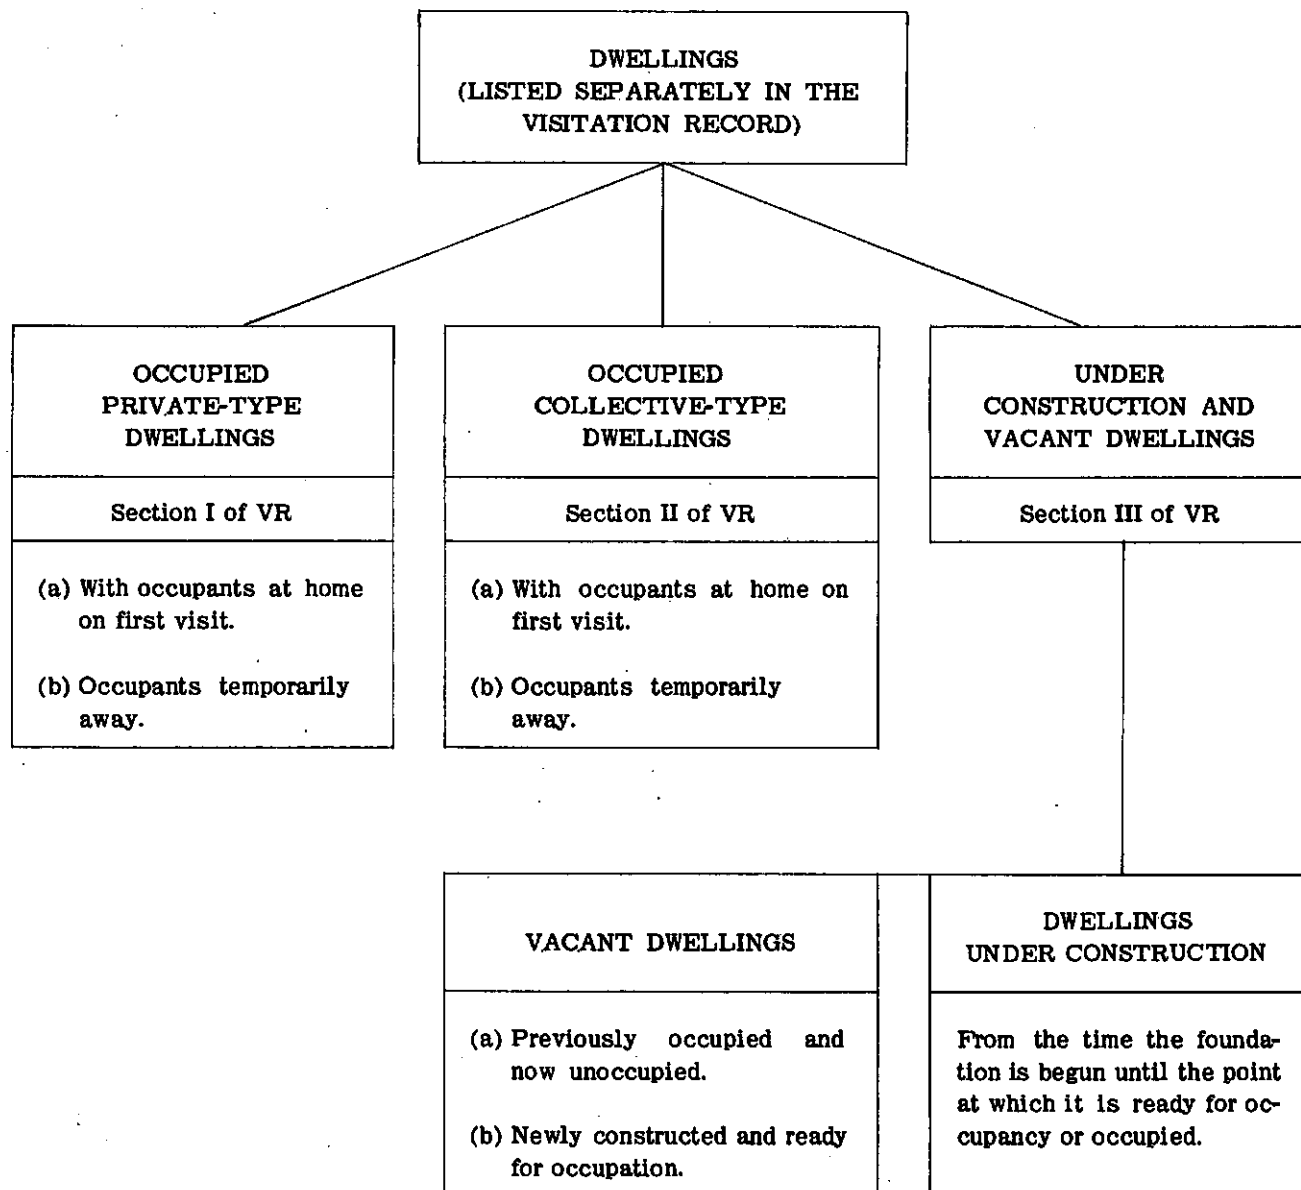 DWELLINGS
(LISTED SEPARATELY IN THE
VISITATION RECORD)
OCCUPIED
PRIVATE-TYPE
DWELLINGS
Section I of VR
(a) With occupants at home
on first visit.
(b) Occupants temporarily
away.
OCCUPIED
COLLECTIVE-TYPE
DWELLINGS
Section II of VR
(a) With occupants at home on
first visit.
(b) Occupants temporarily
away.
UNDER
CONSTRUCTION AND
VACANT DWELLINGS
Section III of VR
VACANT DWELLINGS
(a) Previously occupied and
now unoccupied.
(b) Newly constructed and ready
for occupation.
DWELLINGS
UNDER CONSTRUCTION
From the time the founda-
tion is begun until the point
at which it is ready for oc-
cupancy or occupied.